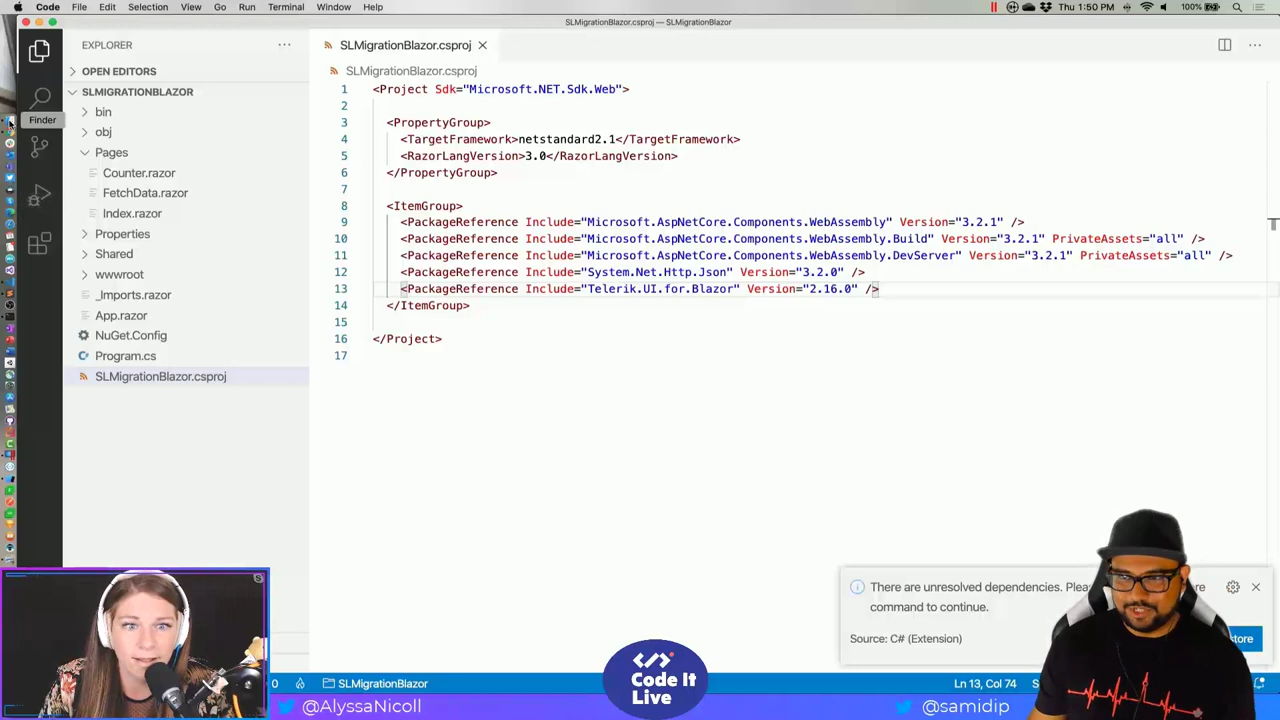 Code File Edit Selection View Go Run Terminal Window Help
100% Thu 1:50 PM
SLMigrationBlazor.csproj — SLMigrationBlazor
EXPLORER
SLMigrationBlazor.csproj
OPEN EDITORS
SLMigrationBlazor.csproj
SLMIGRATIONBLAZOR
bin
Finder
obj
Pages
Counter.razor
FetchData.razor
Index.razor
Properties
Shared
wwwroot
_Imports.razor
App.razor
NuGet.Config
Program.cs
SLMigrationBlazor.csproj
1 <Project Sdk="Microsoft.NET.Sdk.Web">
2
3 <PropertyGroup>
4 <TargetFramework>netstandard2.1</TargetFramework>
5 <RazorLangVersion>3.0</RazorLangVersion>
6 </PropertyGroup>
7
8 <ItemGroup>
9 <PackageReference Include="Microsoft.AspNetCore.Components.WebAssembly" Version="3.2.1" />
10 <PackageReference Include="Microsoft.AspNetCore.Components.WebAssembly.Build" Version="3.2.1" PrivateAssets="all" />
11 <PackageReference Include="Microsoft.AspNetCore.Components.WebAssembly.DevServer" Version="3.2.1" PrivateAssets="all" />
12 <PackageReference Include="System.Net.Http.Json" Version="3.2.0" />
13 <PackageReference Include="Telerik.UI.for.Blazor" Version="2.16.0" />
14 </ItemGroup>
15
16 </Project>
17
There are unresolved dependencies. Plea re
command to continue.
Source: C# (Extension)
tore
0 SLMigrationBlazor
Ln 13, Col 74 S
Code It
Live
@AlyssaNicoll
@samidip